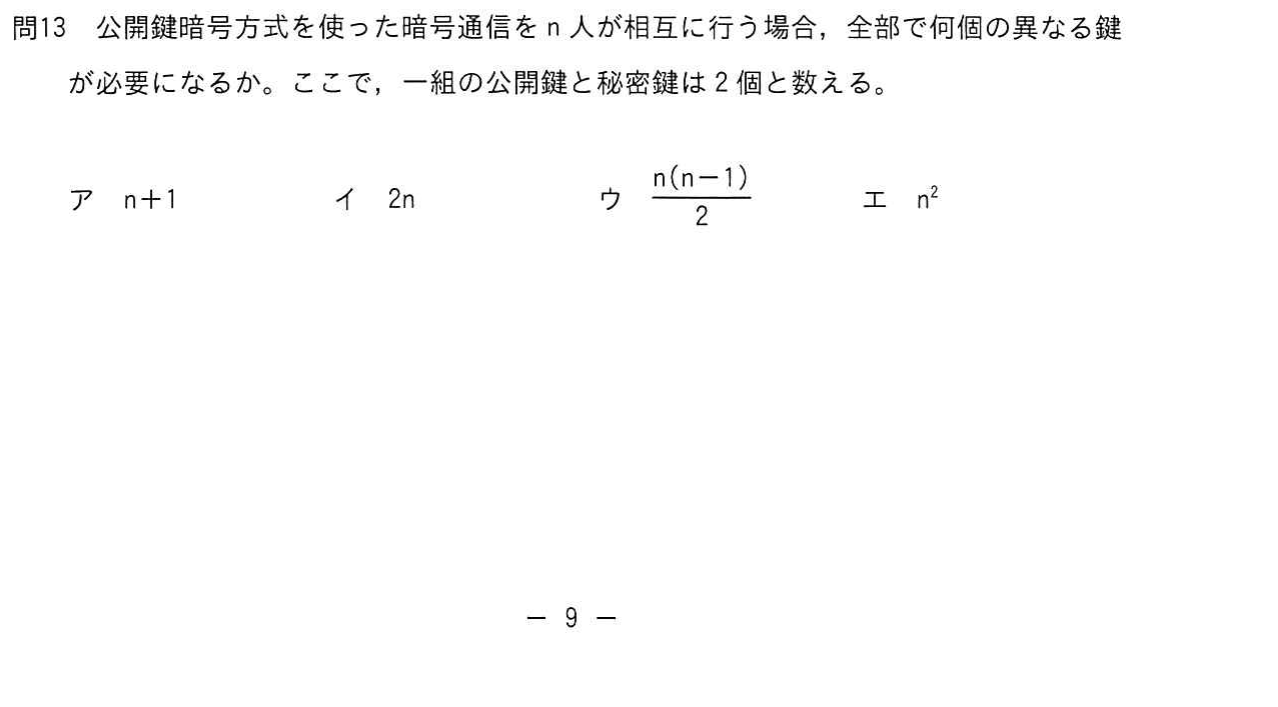 問13 公開鍵暗号方式を使った暗号通信を n 人が相互に行う場合，全部で何個の異なる鍵
が必要になるか。ここで，一組の公開鍵と秘密鍵は 2 個と数える。
ア n＋1 イ 2n ウ n(n－1)/2 エ n²
－ 9 －